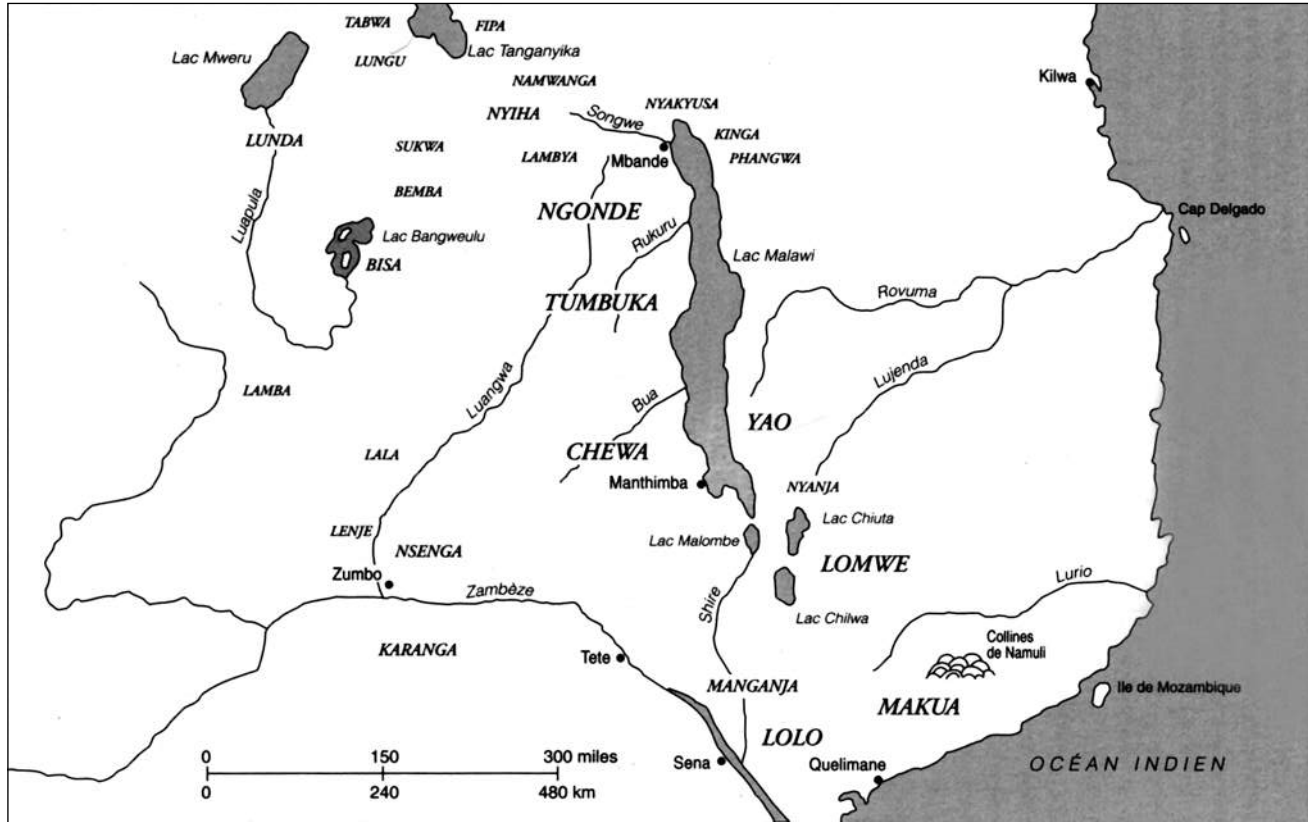 TABWA
FIPA
Lac Mweru
LUNGU
Lac Tanganyika
NAMWANGA
Kilwa
NYIHA
Songwe
NYAKYUSA
KINGA
LUNDA
SUKWA
LAMBYA
Mbande
PHANGWA
BEMBA
Luapula
NGONDE
Cap Delgado
Lac Bangweulu
Rukuru
BISA
Lac Malawi
TUMBUKA
Rovuma
Luangwa
Lujenda
LAMBA
Bua
YAO
LALA
CHEWA
Manthimba
NYANJA
Lac Chiuta
LENJE
NSENGA
Lac Malombe
LOMWE
Zumbo
Zambèze
Shire
Lurio
Lac Chilwa
KARANGA
Tete
Collines
de Namuli
MANGANJA
MAKUA
Ile de Mozambique
LOLO
0 150 300 miles
0 240 480 km
Sena
Quelimane
OCÉAN INDIEN